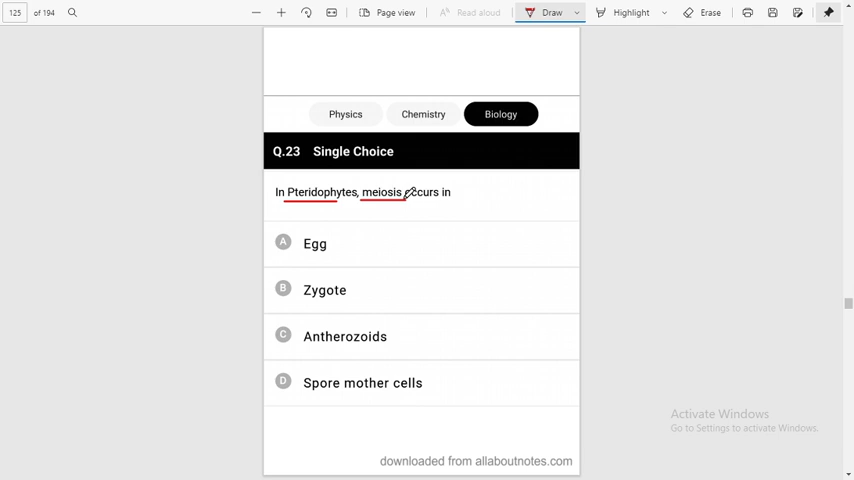 125 of 194 Page view Read aloud Draw Highlight Erase
Physics Chemistry Biology
Q.23 Single Choice
In Pteridophytes, meiosis occurs in
A Egg
B Zygote
C Antherozoids
D Spore mother cells
Activate Windows
Go to Settings to activate Windows.
downloaded from allaboutnotes.com